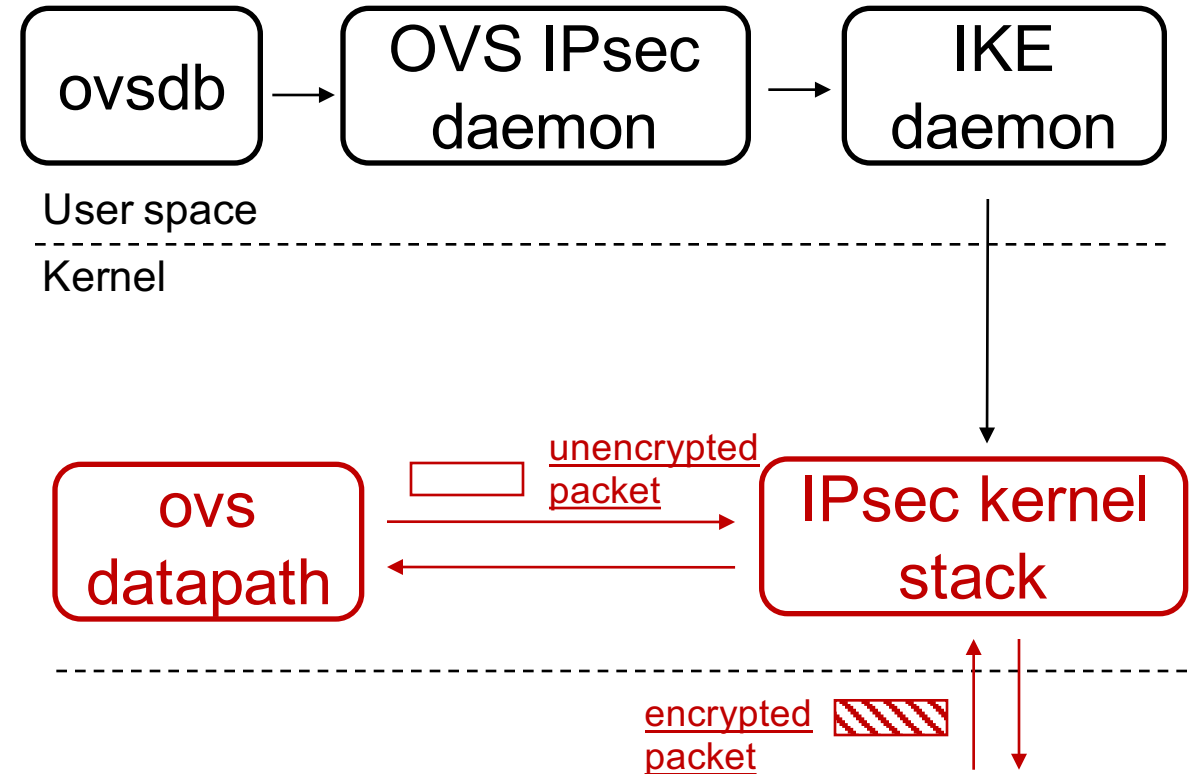 ovsdb
OVS IPsec
daemon
IKE
daemon
User space
Kernel
unencrypted
packet
ovs
datapath
IPsec kernel
stack
encrypted
packet